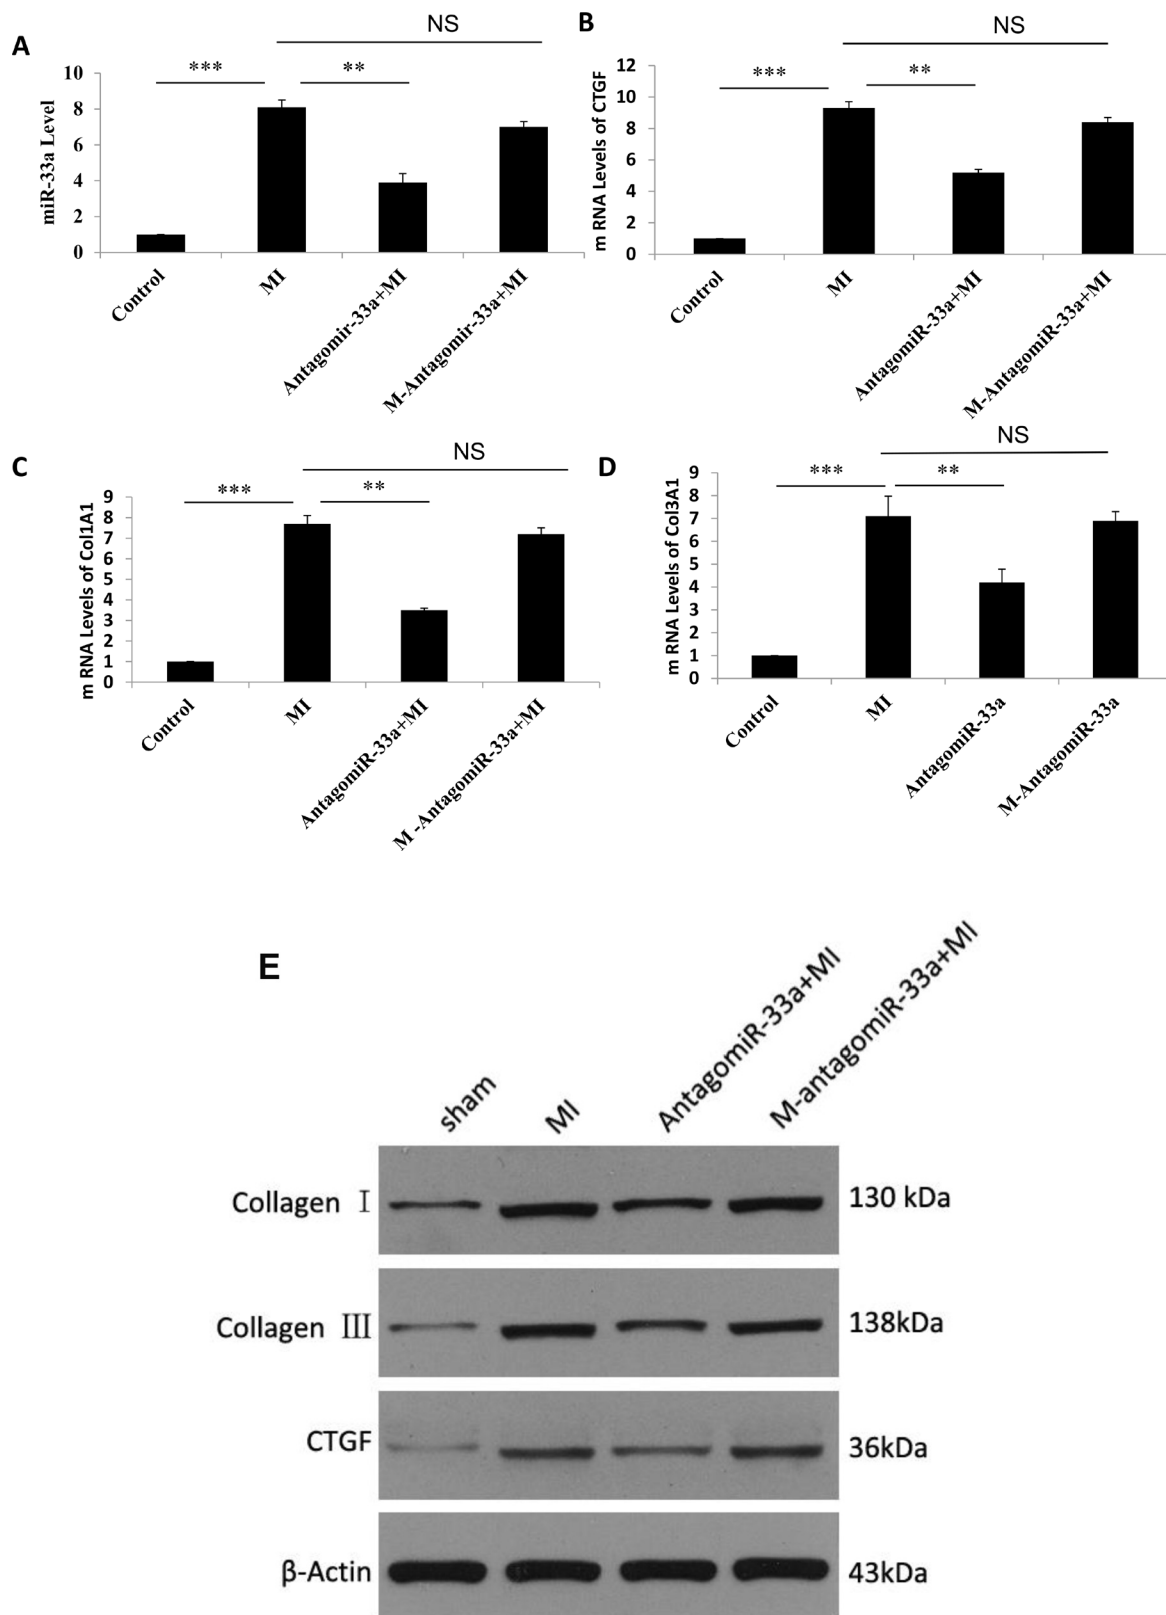 A
NS
***
**
miR-33a Level
10
8
6
4
2
0
Control
MI
Antagomir-33a+MI
M-Antagomir-33a+MI
B
NS
***
**
m RNA Levels of CTGF
12
10
8
6
4
2
0
Control
MI
AntagomiR-33a+MI
M-AntagomiR-33a+MI
C
NS
***
**
m RNA Levels of Col1A1
9
8
7
6
5
4
3
2
1
0
Control
MI
AntagomiR-33a+MI
M -AntagomiR-33a+MI
D
NS
***
**
m RNA Levels of Col3A1
9
8
7
6
5
4
3
2
1
0
Control
MI
AntagomiR-33a
M-AntagomiR-33a
E
sham
MI
AntagomiR-33a+MI
M-antagomiR-33a+MI
Collagen Ⅰ 130 kDa
Collagen Ⅲ 138kDa
CTGF 36kDa
β-Actin 43kDa